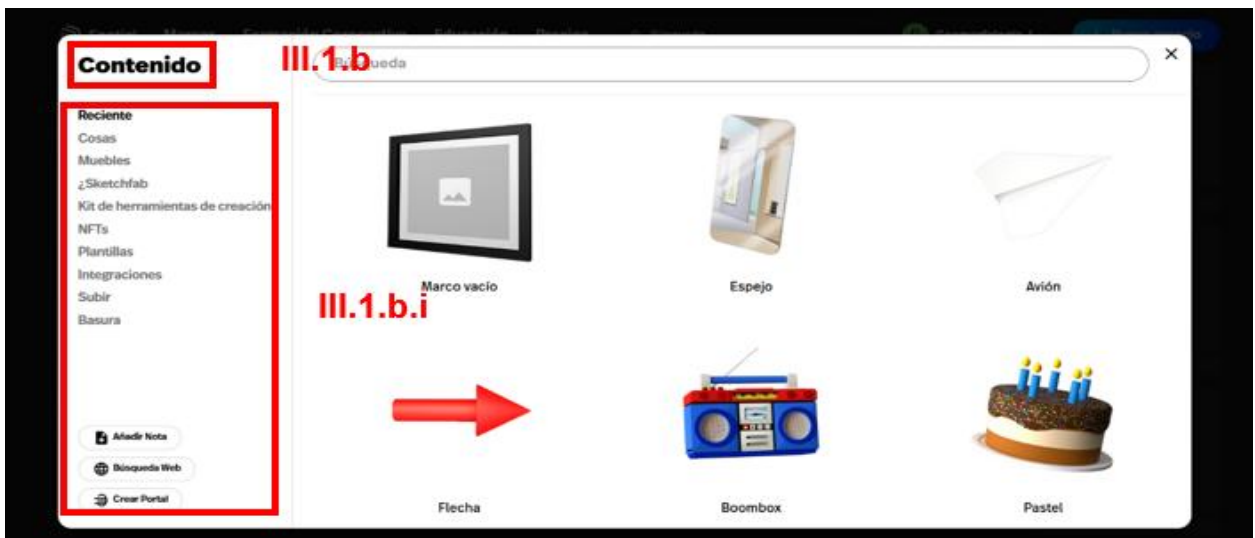 Contenido
III.1.b
Búsqueda
Reciente
Cosas
Muebles
¿Sketchfab
Kit de herramientas de creación
NFTs
Plantillas
Integraciones
Subir
Basura
Marco vacío
Espejo
Avión
III.1.b.i
Añadir Nota
Búsqueda Web
Crear Portal
Flecha
Boombox
Pastel